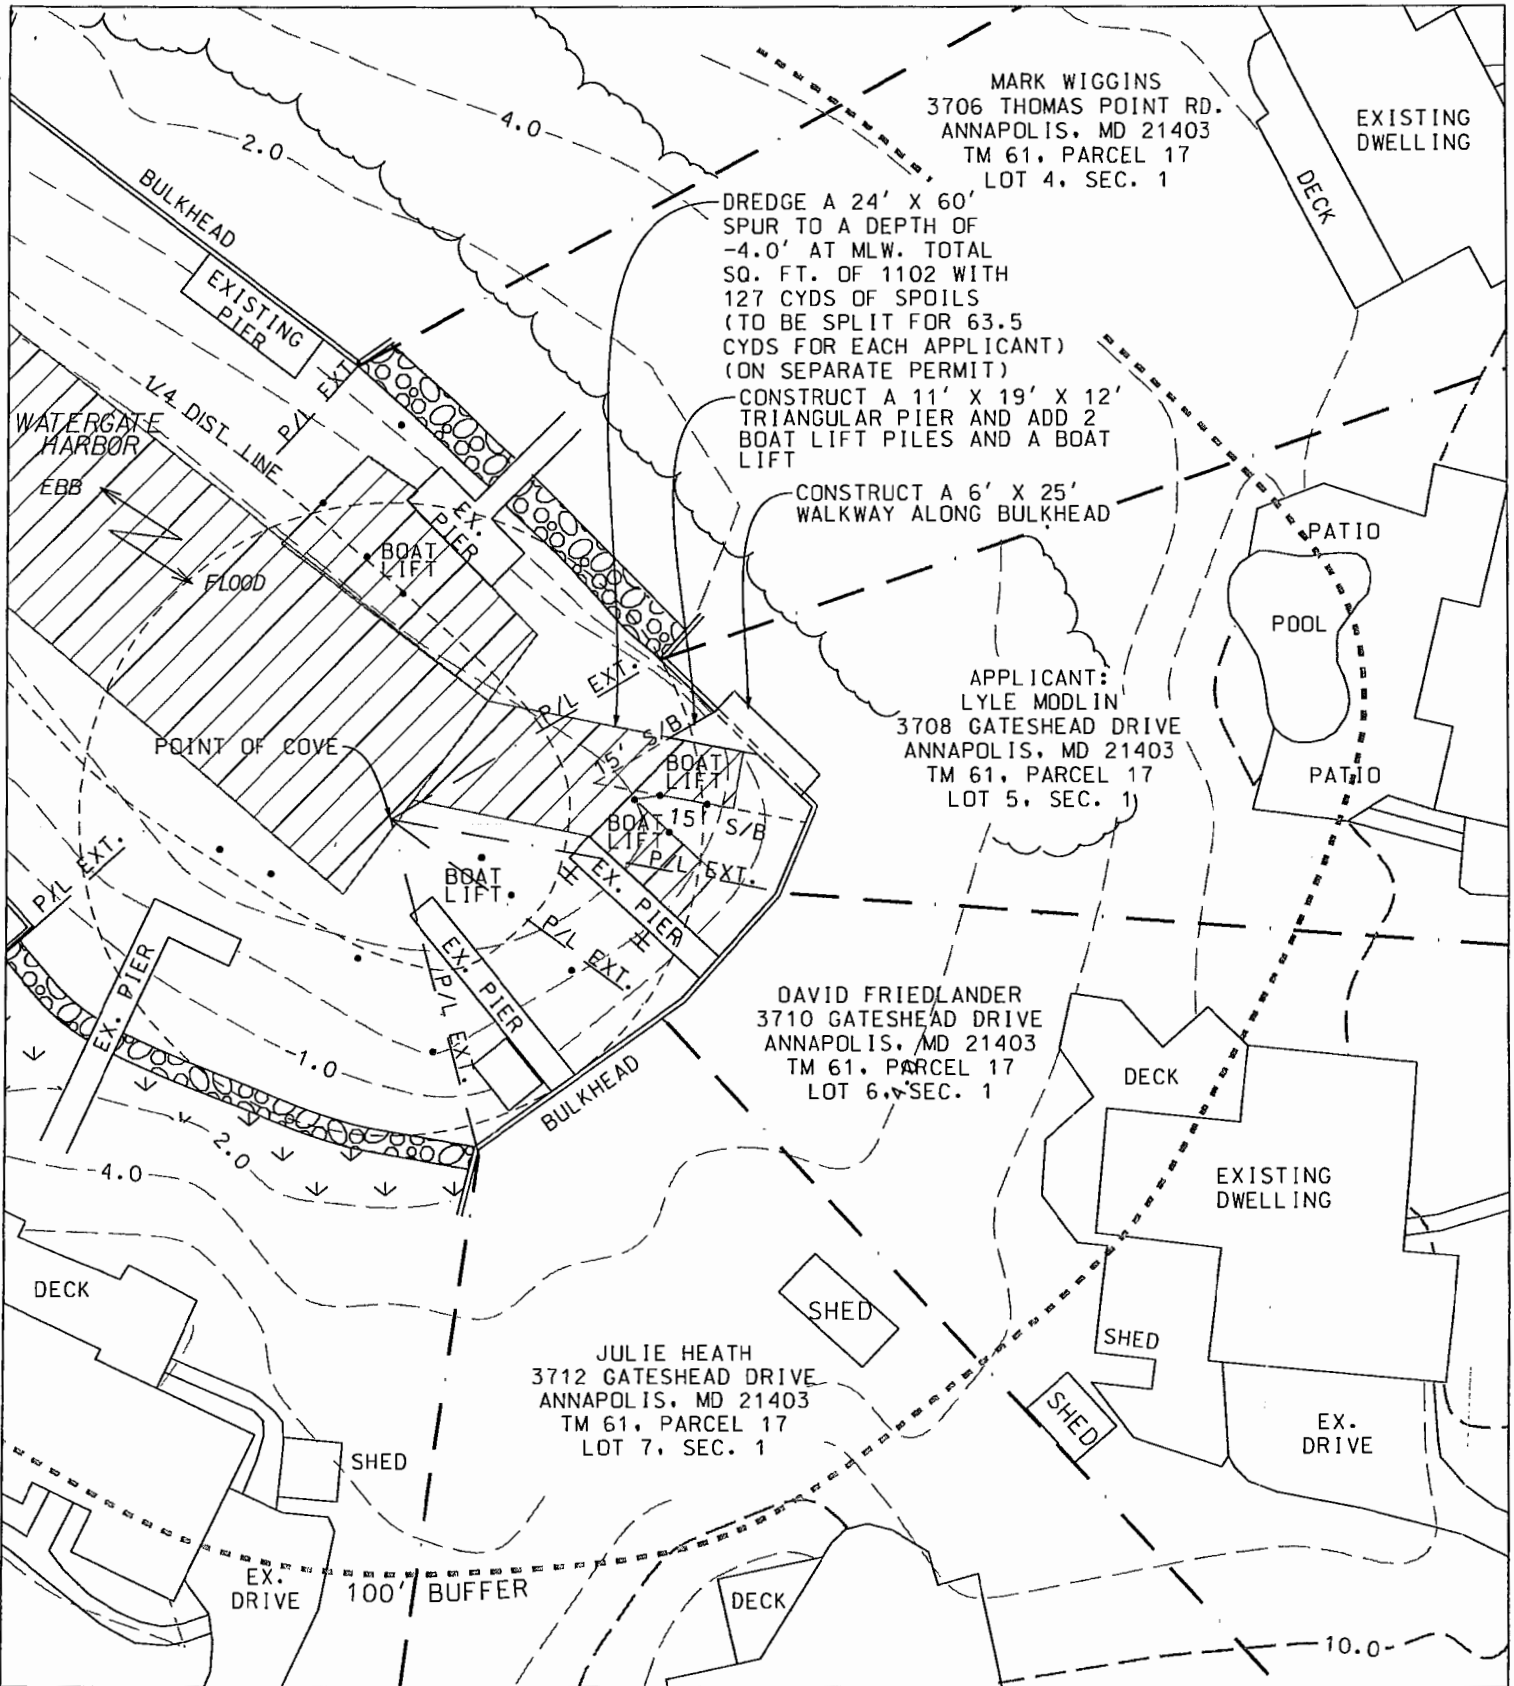 MARK WIGGINS
3706 THOMAS POINT RD.
ANNAPOLIS, MD 21403
TM 61, PARCEL 17
LOT 4, SEC. 1
EXISTING
DWELLING
DECK
4.0
2.0
BULKHEAD
EXISTING
PIER
DREDGE A 24' X 60'
SPUR TO A DEPTH OF
-4.0' AT MLW. TOTAL
SQ. FT. OF 1102 WITH
127 CYDS OF SPOILS
(TO BE SPLIT FOR 63.5
CYDS FOR EACH APPLICANT)
(ON SEPARATE PERMIT)
CONSTRUCT A 11' X 19' X 12'
TRIANGULAR PIER AND ADD 2
BOAT LIFT PILES AND A BOAT
LIFT
CONSTRUCT A 6' X 25'
WALKWAY ALONG BULKHEAD
P/L EXT.
1/4 DIST. LINE
WATERGATE
HARBOR
EBB
FLOOD
EX.
PIER
BOAT
LIFT
PATIO
POOL
PATIO
P/L EXT.
APPLICANT:
LYLE MODLIN
3708 GATESHEAD DRIVE
ANNAPOLIS, MD 21403
TM 61, PARCEL 17
LOT 5, SEC. 1
POINT OF COVE
15' S/B
BOAT
LIFT
BOAT
LIFT
15' S/B
P/L EXT.
EX. PIER
BOAT
LIFT
P/L EXT.
P/L EXT.
EX. PIER
EX. PIER
P/L EXT.
DAVID FRIEDLANDER
3710 GATESHEAD DRIVE
ANNAPOLIS, MD 21403
TM 61, PARCEL 17
LOT 6, SEC. 1
DECK
-1.0
BULKHEAD
2.0
4.0
EXISTING
DWELLING
DECK
SHED
SHED
JULIE HEATH
3712 GATESHEAD DRIVE
ANNAPOLIS, MD 21403
TM 61, PARCEL 17
LOT 7, SEC. 1
SHED
EX.
DRIVE
SHED
EX.
DRIVE
100' BUFFER
DECK
10.0